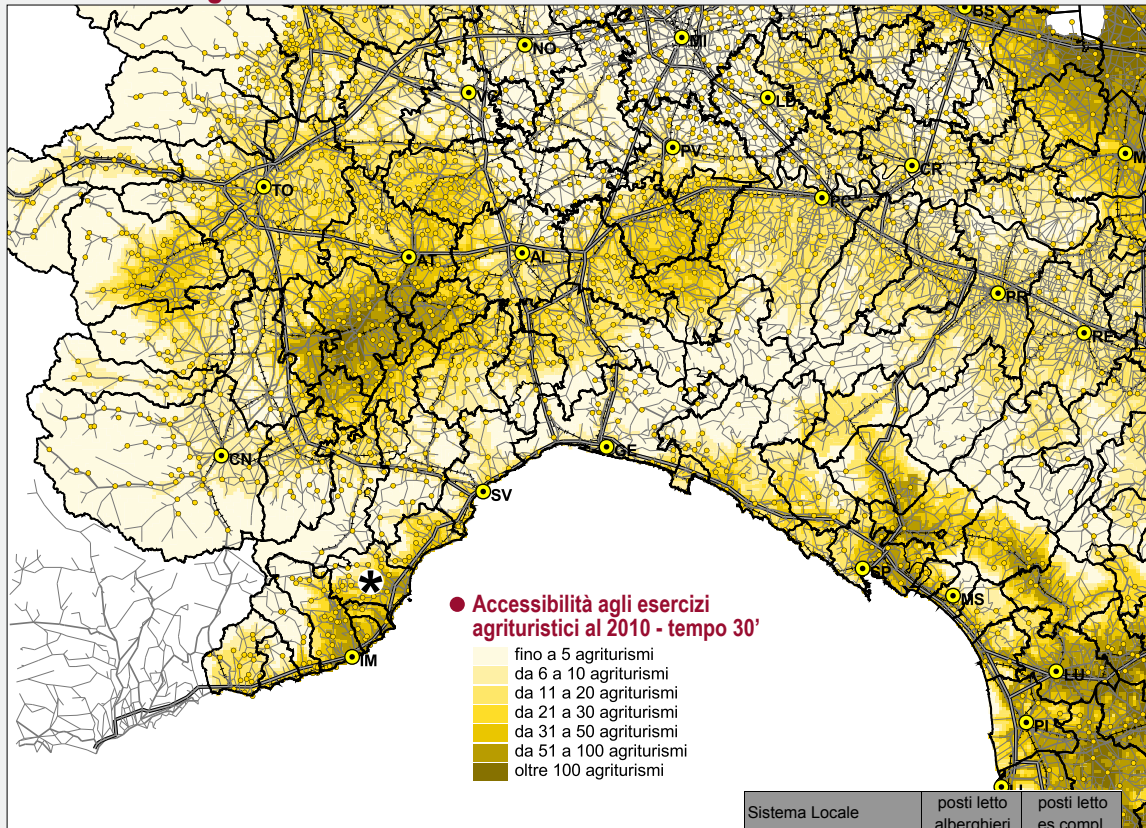 BS
NO
MI
VC
LD
PV
MN
CR
TO
PC
AT
AL
PR
RE
GE
CN
SV
*
SP
MS
IM
LU
PI
LI
● Accessibilità agli esercizi
agrituristici al 2010 - tempo 30’
fino a 5 agriturismi
da 6 a 10 agriturismi
da 11 a 20 agriturismi
da 21 a 30 agriturismi
da 31 a 50 agriturismi
da 51 a 100 agriturismi
oltre 100 agriturismi
Sistema Locale
posti letto
alberghieri
posti letto
es.compl.